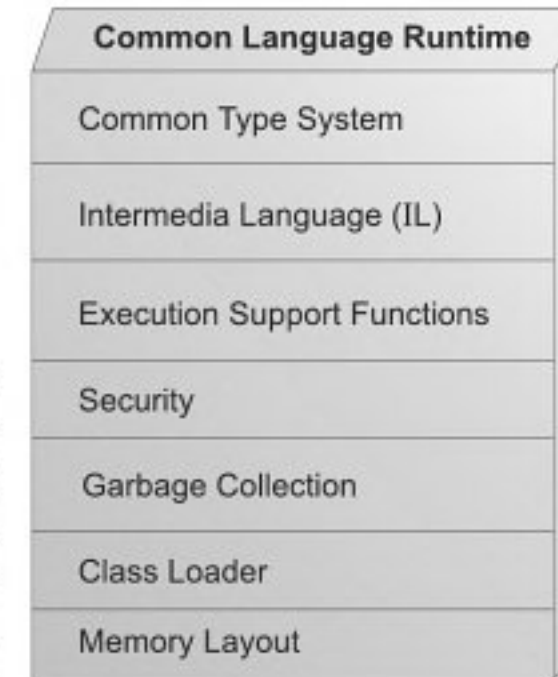 Common Language Runtime
Common Type System
Intermedia Language (IL)
Execution Support Functions
Security
Garbage Collection
Class Loader
Memory Layout